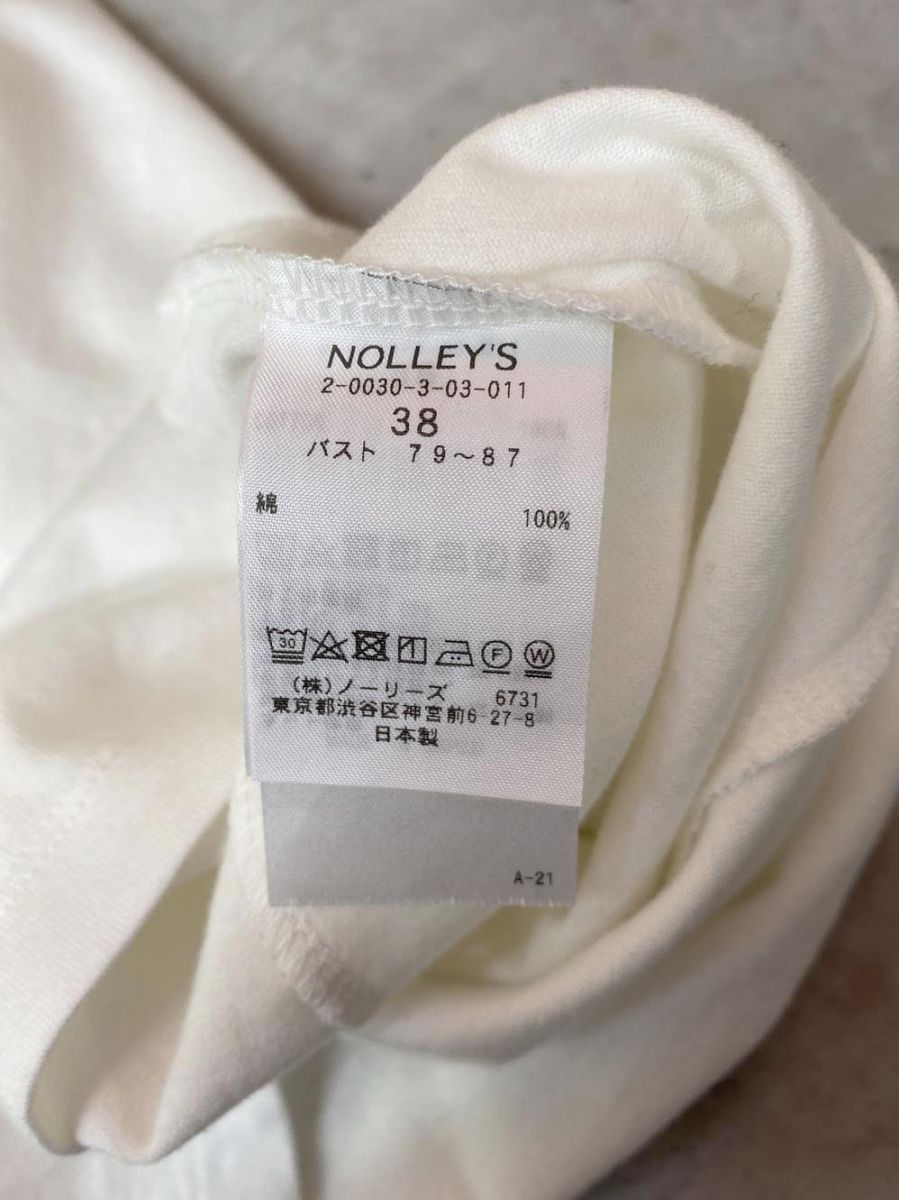 NOLLEY'S
2-0030-3-03-011
38
バスト 79～87
綿 100%
30 F W
(株)ノーリーズ 6731
東京都渋谷区神宮前6-27-8
日本製
A-21